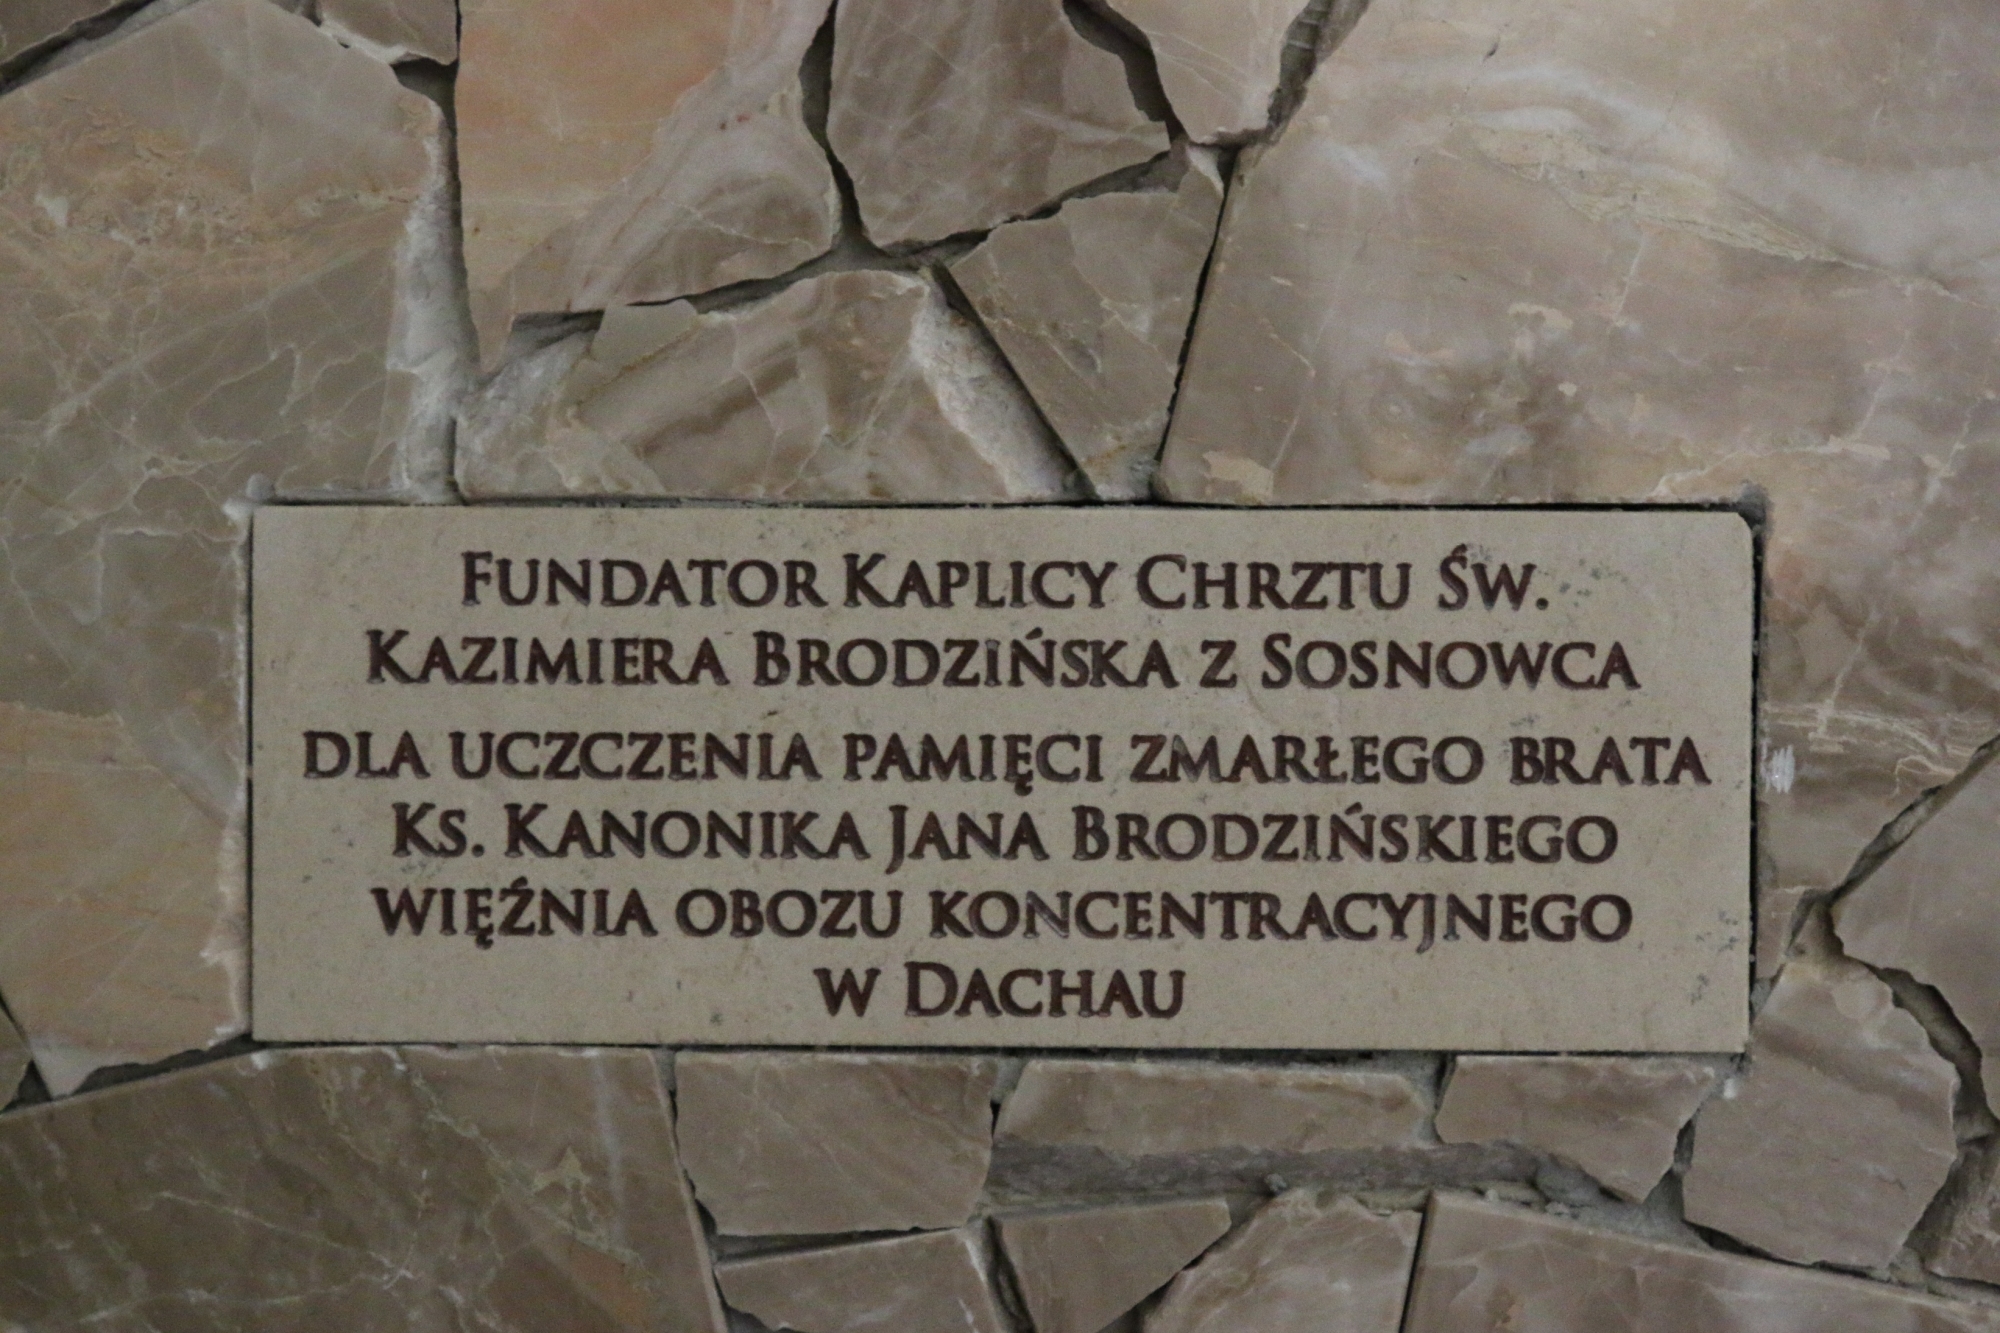 FUNDATOR KAPLICY CHRZTU ŚW.
KAZIMIERA BRODZIŃSKA Z SOSNOWCA
DLA UCZCZENIA PAMIĘCI ZMARŁEGO BRATA
KS. KANONIKA JANA BRODZIŃSKIEGO
WIĘŹNIA OBOZU KONCENTRACYJNEGO
W DACHAU